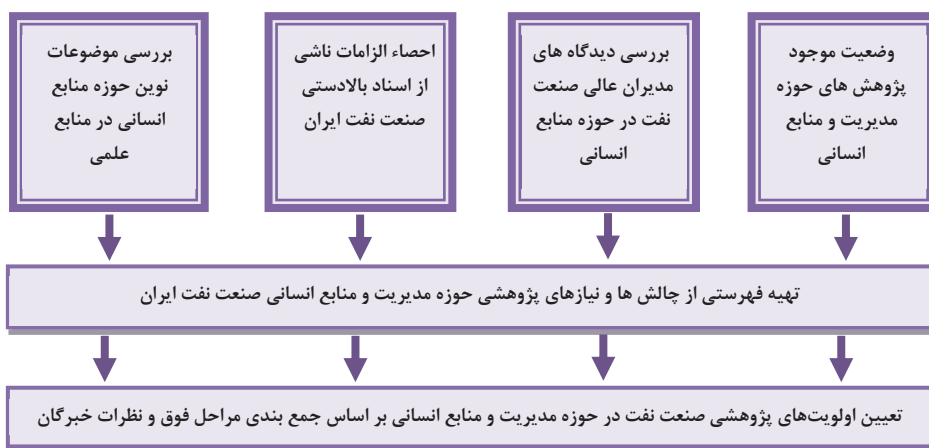 وضعیت موجود
پژوهش های حوزه
مدیریت و منابع
انسانی
بررسی دیدگاه های
مدیران عالی صنعت
نفت در حوزه منابع
انسانی
احصاء الزامات ناشی
از اسناد بالادستی
صنعت نفت ایران
بررسی موضوعات
نوین حوزه منابع
انسانی در منابع
علمی
تهیه فهرستی از چالش ها و نیازهای پژوهشی حوزه مدیریت و منابع انسانی صنعت نفت ایران
تعیین اولویت‌های پژوهشی صنعت نفت در حوزه مدیریت و منابع انسانی بر اساس جمع بندی مراحل فوق و نظرات خبرگان